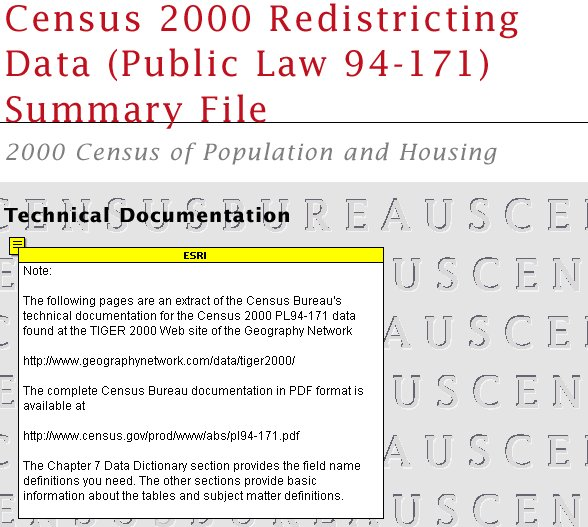 Census 2000 Redistricting
Data (Public Law 94-171)
Summary File
2000 Census of Population and Housing
CENSUSBUREAUSCEN
Technical Documentation
ESRI
Note:
The following pages are an extract of the Census Bureau's
technical documentation for the Census 2000 PL94-171 data
found at the TIGER 2000 Web site of the Geography Network
http://www.geographynetwork.com/data/tiger2000/
The complete Census Bureau documentation in PDF format is
available at
http://www.census.gov/prod/www/abs/pl94-171.pdf
The Chapter 7 Data Dictionary section provides the field name
definitions you need. The other sections provide basic
information about the tables and subject matter definitions.